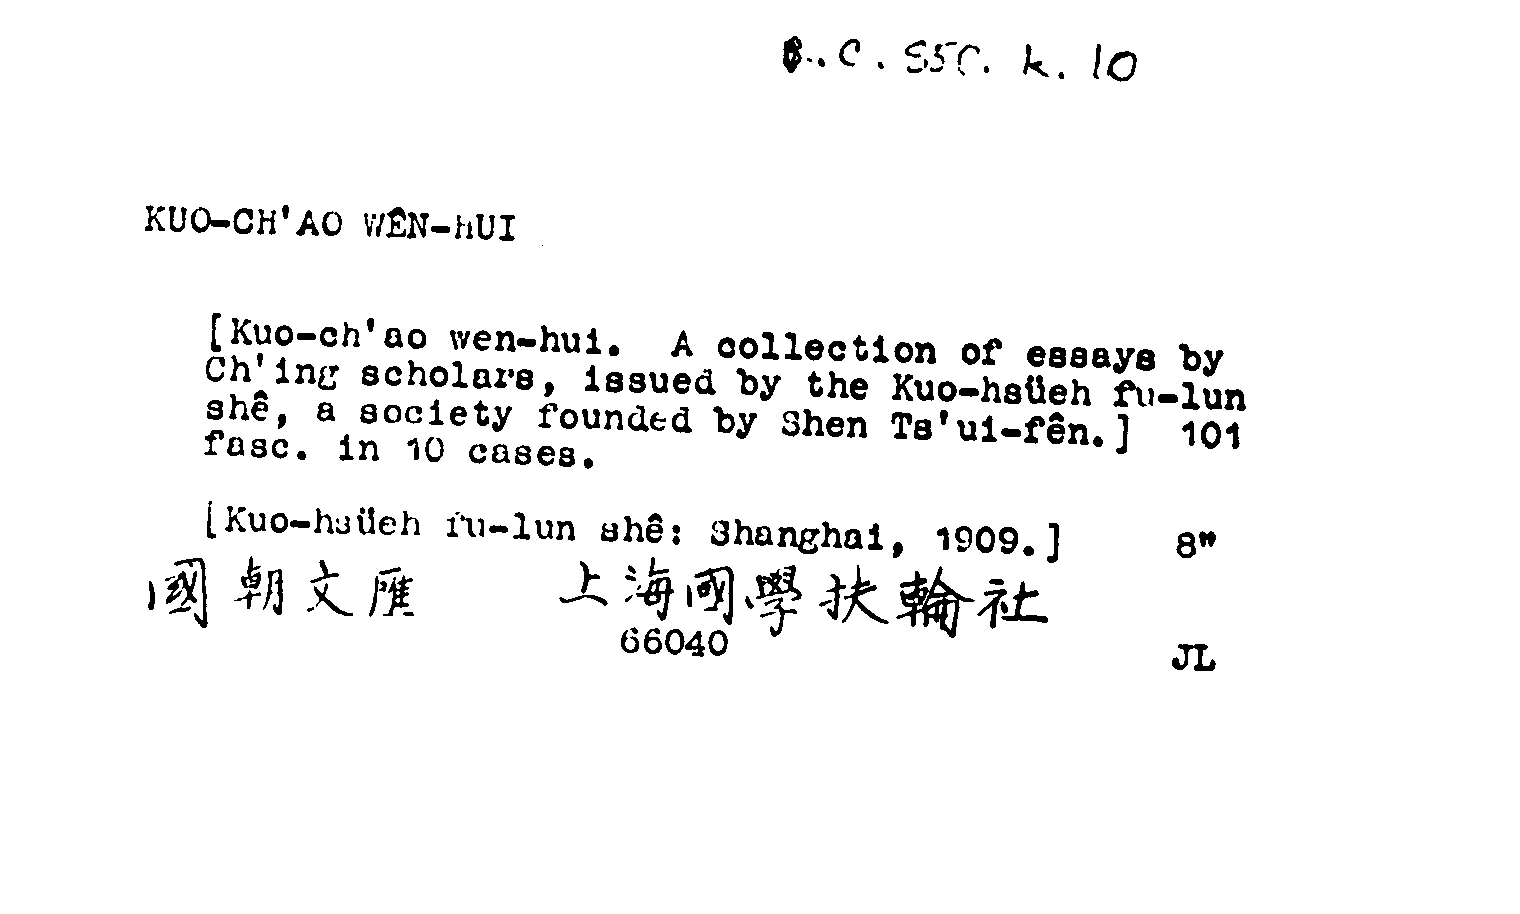 C. S5C. k. 10
KUO-CH'AO WÊN-hUI
[Kuo-ch'ao wen-hui. A collection of essays by
Ch'ing scholars, issued by the Kuo-hsüeh fu-lun
shê, a society founded by Shen Ts'ui-fên.] 101
fasc. in 10 cases.
[Kuo-hsüeh fu-lun shê: Shanghai, 1909.] 8"
國朝文匯 上海國學扶輪社
66040
JL